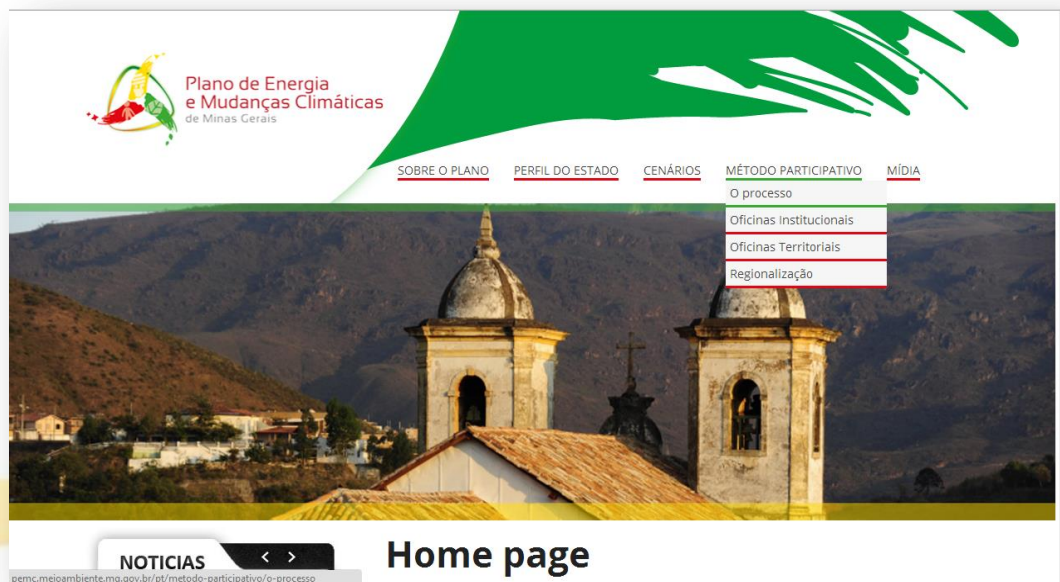 Plano de Energia
e Mudanças Climáticas
de Minas Gerais
SOBRE O PLANO PERFIL DO ESTADO CENÁRIOS MÉTODO PARTICIPATIVO MÍDIA
O processo
Oficinas Institucionais
Oficinas Territoriais
Regionalização
NOTICIAS < >
Home page
pemc.meioambiente.mg.gov.br/pt/metodo-participativo/o-processo